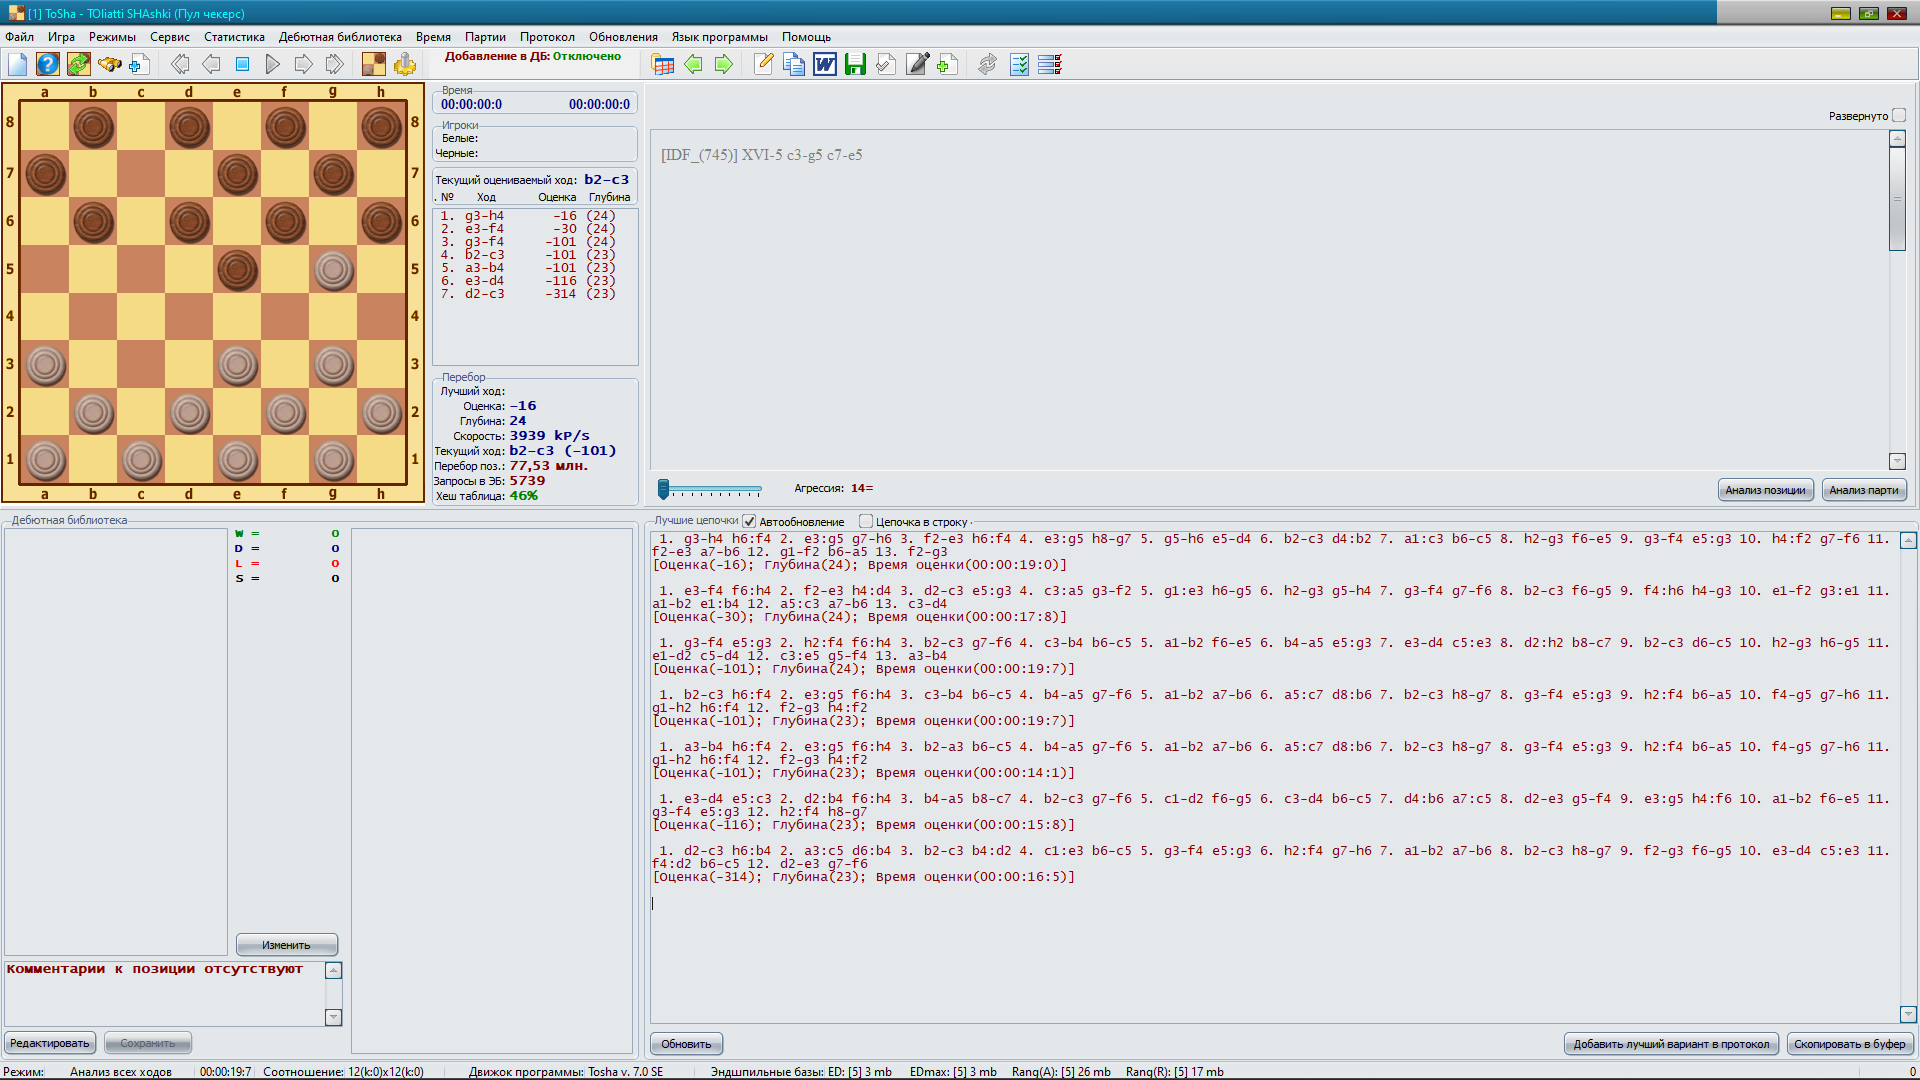 [1] ToSha - TOliatti SHAshki (Пул чекерс)
Файл Игра Режимы Сервис Статистика Дебютная библиотека Время Партии Протокол Обновления Язык программы Помощь
Добавление в ДБ: Отключено
a b c d e f g h
8 8
7 7
6 6
5 5
4 4
3 3
2 2
1 1
a b c d e f g h
Время
00:00:00:0 00:00:00:0
Игроки
Белые:
Черные:
Текущий оцениваемый ход: b2-c3
. № Ход Оценка Глубина
1. g3-h4 -16 (24)
2. e3-f4 -30 (24)
3. g3-f4 -101 (24)
4. b2-c3 -101 (23)
5. a3-b4 -101 (23)
6. e3-d4 -116 (23)
7. d2-c3 -314 (23)
Перебор
Лучший ход:
Оценка: -16
Глубина: 24
Скорость: 3939 kP/s
Текущий ход: b2-c3 (-101)
Перебор поз.: 77,53 млн.
Запросы в ЭБ: 5739
Хеш таблица: 46%
Развернуто
[IDF_(745)] XVI-5 c3-g5 c7-e5
Агрессия: 14=
Анализ позиции Анализ парти
Дебютная библиотека
W = 0
D = 0
L = 0
S = 0
Изменить
Комментарии к позиции отсутствуют
Редактировать Сохранить
Лучшие цепочки Автообновление Цепочка в строку
1. g3-h4 h6:f4 2. e3:g5 g7-h6 3. f2-e3 h6:f4 4. e3:g5 h8-g7 5. g5-h6 e5-d4 6. b2-c3 d4:b2 7. a1:c3 b6-c5 8. h2-g3 f6-e5 9. g3-f4 e5:g3 10. h4:f2 g7-f6 11.
f2-e3 a7-b6 12. g1-f2 b6-a5 13. f2-g3
[Оценка(-16); Глубина(24); Время оценки(00:00:19:0)]
1. e3-f4 f6:h4 2. f2-e3 h4:d4 3. d2-c3 e5:g3 4. c3:a5 g3-f2 5. g1:e3 h6-g5 6. h2-g3 g5-h4 7. g3-f4 g7-f6 8. b2-c3 f6-g5 9. f4:h6 h4-g3 10. e1-f2 g3:e1 11.
a1-b2 e1:b4 12. a5:c3 a7-b6 13. c3-d4
[Оценка(-30); Глубина(24); Время оценки(00:00:17:8)]
1. g3-f4 e5:g3 2. h2:f4 f6:h4 3. b2-c3 g7-f6 4. c3-b4 b6-c5 5. a1-b2 f6-e5 6. b4-a5 e5:g3 7. e3-d4 c5:e3 8. d2:h2 b8-c7 9. b2-c3 d6-c5 10. h2-g3 h6-g5 11.
e1-d2 c5-d4 12. c3:e5 g5-f4 13. a3-b4
[Оценка(-101); Глубина(24); Время оценки(00:00:19:7)]
1. b2-c3 h6:f4 2. e3:g5 f6:h4 3. c3-b4 b6-c5 4. b4-a5 g7-f6 5. a1-b2 a7-b6 6. a5:c7 d8:b6 7. b2-c3 h8-g7 8. g3-f4 e5:g3 9. h2:f4 b6-a5 10. f4-g5 g7-h6 11.
g1-h2 h6:f4 12. f2-g3 h4:f2
[Оценка(-101); Глубина(23); Время оценки(00:00:19:7)]
1. a3-b4 h6:f4 2. e3:g5 f6:h4 3. b2-a3 b6-c5 4. b4-a5 g7-f6 5. a1-b2 a7-b6 6. a5:c7 d8:b6 7. b2-c3 h8-g7 8. g3-f4 e5:g3 9. h2:f4 b6-a5 10. f4-g5 g7-h6 11.
g1-h2 h6:f4 12. f2-g3 h4:f2
[Оценка(-101); Глубина(23); Время оценки(00:00:14:1)]
1. e3-d4 e5:c3 2. d2:b4 f6:h4 3. b4-a5 b8-c7 4. b2-c3 g7-f6 5. c1-d2 f6-g5 6. c3-d4 b6-c5 7. d4:b6 a7:c5 8. d2-e3 g5-f4 9. e3:g5 h4:f6 10. a1-b2 f6-e5 11.
g3-f4 e5:g3 12. h2:f4 h8-g7
[Оценка(-116); Глубина(23); Время оценки(00:00:15:8)]
1. d2-c3 h6:b4 2. a3:c5 d6:b4 3. b2-c3 b4:d2 4. c1:e3 b6-c5 5. g3-f4 e5:g3 6. h2:f4 g7-h6 7. a1-b2 a7-b6 8. b2-c3 h8-g7 9. f2-g3 f6-g5 10. e3-d4 c5:e3 11.
f4:d2 b6-c5 12. d2-e3 g7-f6
[Оценка(-314); Глубина(23); Время оценки(00:00:16:5)]
Обновить Добавить лучший вариант в протокол Скопировать в буфер
Режим: Анализ всех ходов 00:00:19:7 Соотношение: 12(k:0)x12(k:0) Движок программы: Tosha v. 7.0 SE Эндшпильные базы: ED: [5] 3 mb EDmax: [5] 3 mb Rang(A): [5] 26 mb Rang(R): [5] 17 mb 0